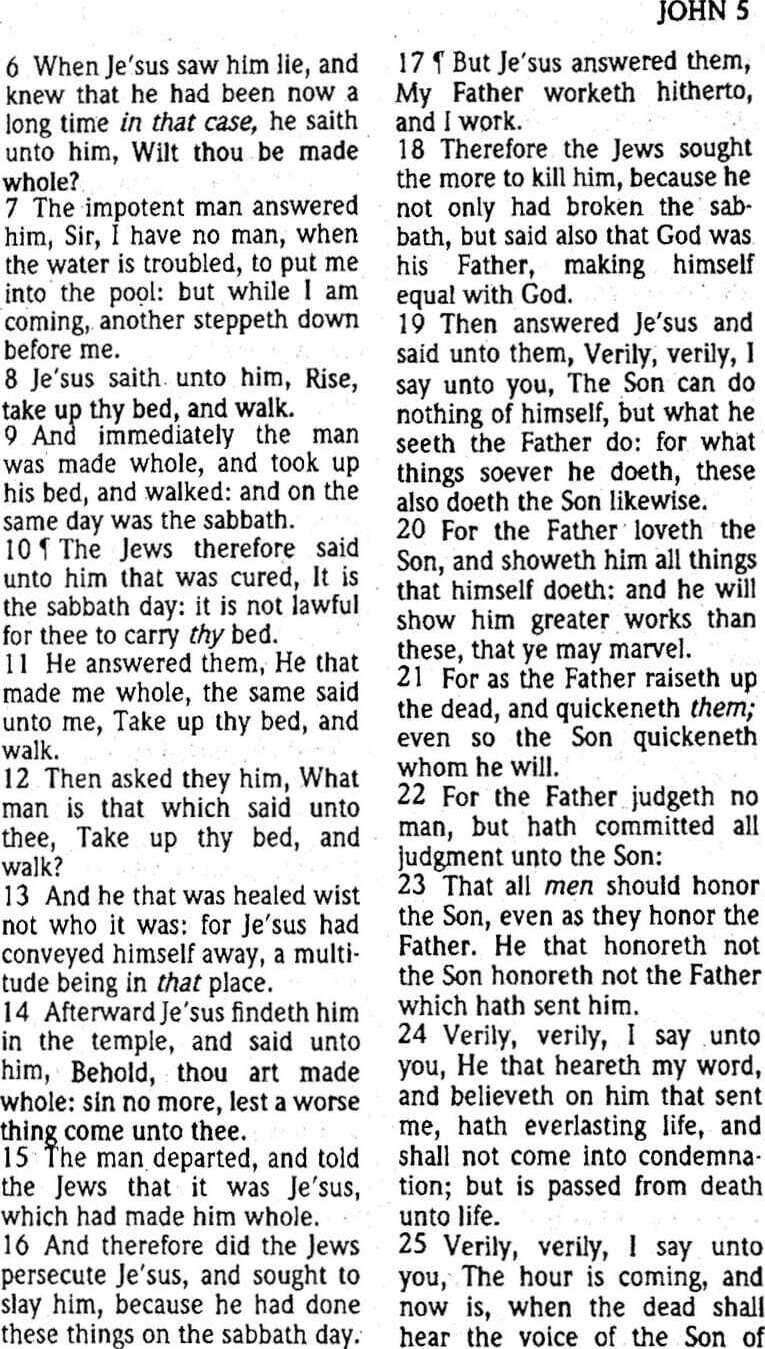 JOHN 5
6 When Je'sus saw him lie, and
knew that he had been now a
long time in that case, he saith
unto him, Wilt thou be made
whole?
7 The impotent man answered
him, Sir, I have no man, when
the water is troubled, to put me
into the pool: but while I am
coming, another steppeth down
before me.
8 Je'sus saith unto him, Rise,
take up thy bed, and walk.
9 And immediately the man
was made whole, and took up
his bed, and walked: and on the
same day was the sabbath.
10 ¶ The Jews therefore said
unto him that was cured, It is
the sabbath day: it is not lawful
for thee to carry thy bed.
11 He answered them, He that
made me whole, the same said
unto me, Take up thy bed, and
walk.
12 Then asked they him, What
man is that which said unto
thee, Take up thy bed, and
walk?
13 And he that was healed wist
not who it was: for Je'sus had
conveyed himself away, a multi-
tude being in that place.
14 Afterward Je'sus findeth him
in the temple, and said unto
him, Behold, thou art made
whole: sin no more, lest a worse
thing come unto thee.
15 The man departed, and told
the Jews that it was Je'sus,
which had made him whole.
16 And therefore did the Jews
persecute Je'sus, and sought to
slay him, because he had done
these things on the sabbath day.
17 ¶ But Je'sus answered them,
My Father worketh hitherto,
and I work.
18 Therefore the Jews sought
the more to kill him, because he
not only had broken the sab-
bath, but said also that God was
his Father, making himself
equal with God.
19 Then answered Je'sus and
said unto them, Verily, verily, I
say unto you, The Son can do
nothing of himself, but what he
seeth the Father do: for what
things soever he doeth, these
also doeth the Son likewise.
20 For the Father loveth the
Son, and showeth him all things
that himself doeth: and he will
show him greater works than
these, that ye may marvel.
21 For as the Father raiseth up
the dead, and quickeneth them;
even so the Son quickeneth
whom he will.
22 For the Father judgeth no
man, but hath committed all
judgment unto the Son:
23 That all men should honor
the Son, even as they honor the
Father. He that honoreth not
the Son honoreth not the Father
which hath sent him.
24 Verily, verily, I say unto
you, He that heareth my word,
and believeth on him that sent
me, hath everlasting life, and
shall not come into condemna-
tion; but is passed from death
unto life.
25 Verily, verily, I say unto
you, The hour is coming, and
now is, when the dead shall
hear the voice of the Son of